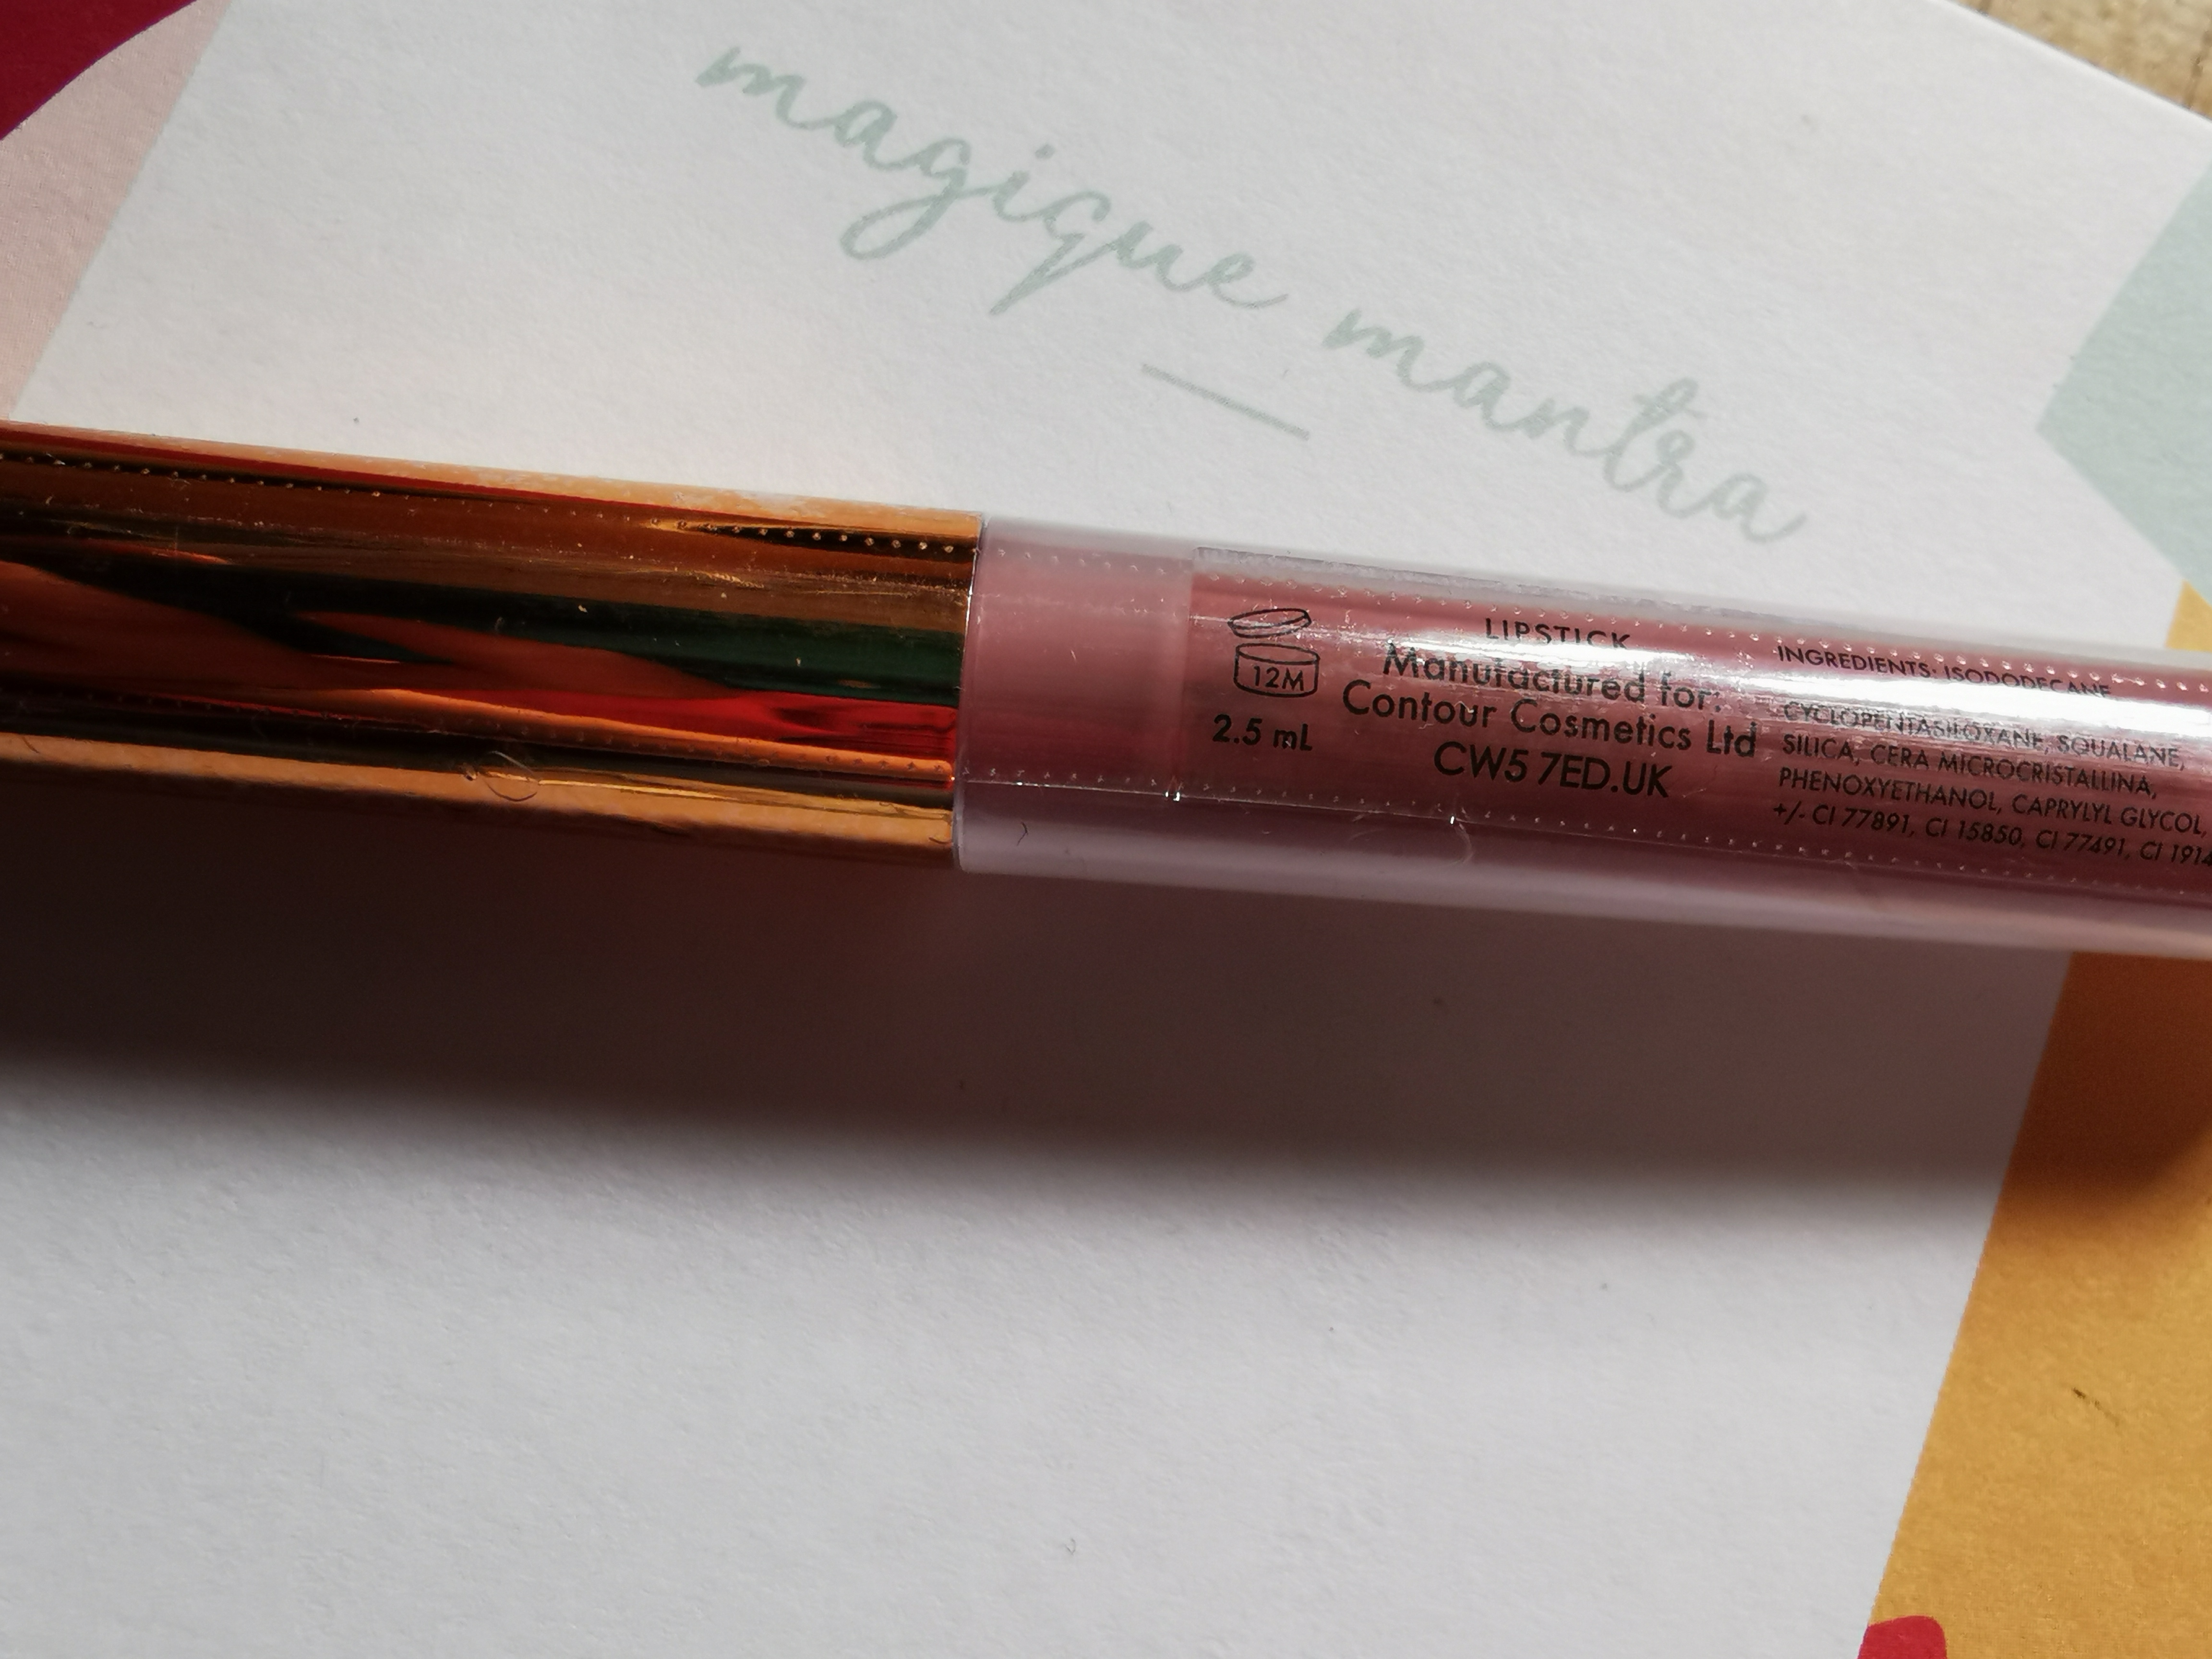 magique mantra
12M
2.5 mL
LIPSTICK
Manufactured for:
Contour Cosmetics Ltd
CW5 7ED.UK
INGREDIENTS: ISODODECANE
CYCLOPENTASILOXANE, SQUALANE,
SILICA, CERA MICROCRISTALLINA,
PHENOXYETHANOL, CAPRYLYL GLYCOL,
+/- CI 77891, CI 15850, CI 77491, CI